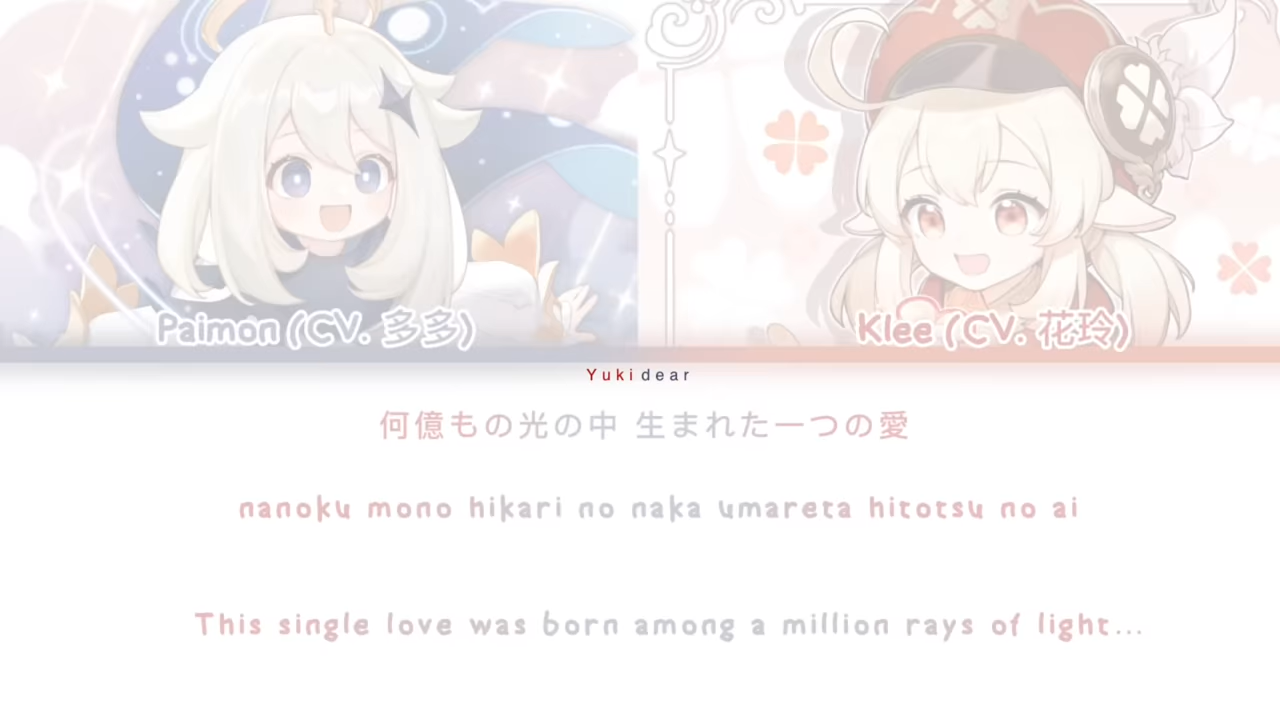 Paimon (CV. 多多)
Klee (CV. 花玲)
Yukidear
何億もの光の中 生まれた一つの愛
nanoku mono hikari no naka umareta hitotsu no ai
This single love was born among a million rays of light...